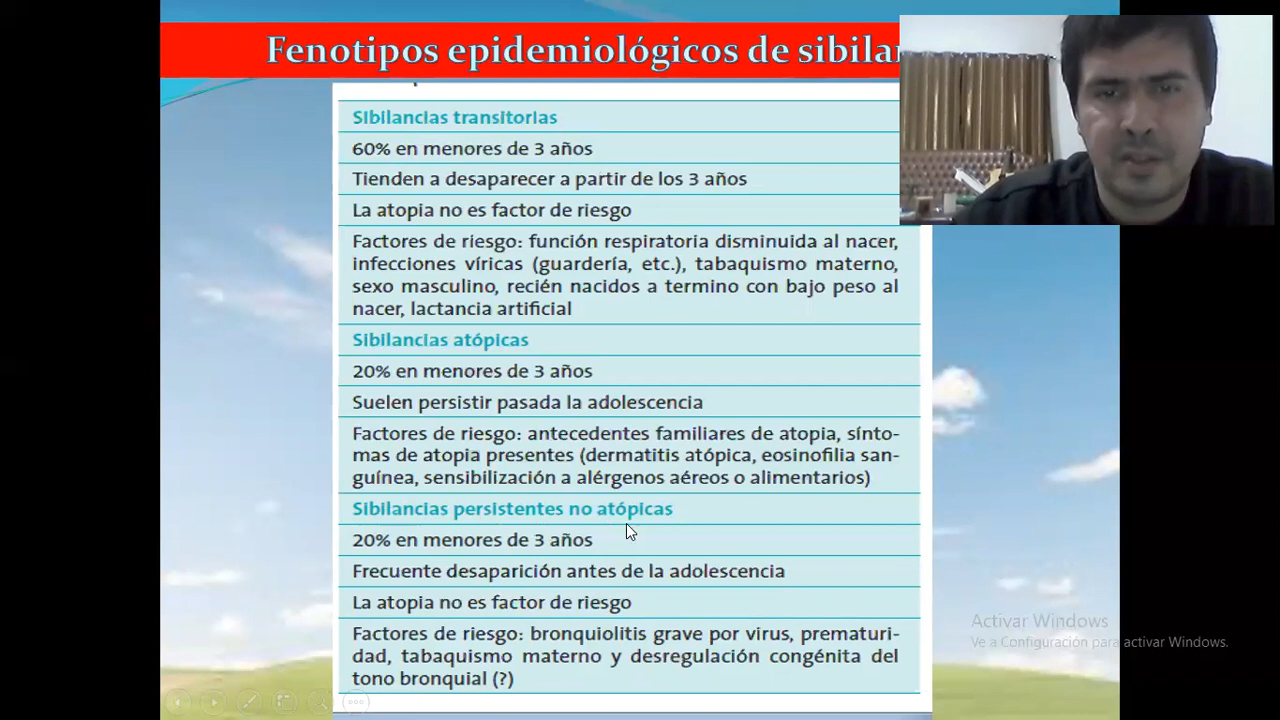 Fenotipos epidemiológicos de
Sibilancias transitorias
60% en menores de 3 años
Tienden a desaparecer a partir de los 3 años
La atopia no es factor de riesgo
Factores de riesgo: función respiratoria disminuida al nacer,
infecciones víricas (guardería, etc.), tabaquismo materno,
sexo masculino, recién nacidos a termino con bajo peso al
nacer, lactancia artificial
Sibilancias atópicas
20% en menores de 3 años
Suelen persistir pasada la adolescencia
Factores de riesgo: antecedentes familiares de atopia, sínto-
mas de atopia presentes (dermatitis atópica, eosinofilia san-
guínea, sensibilización a alérgenos aéreos o alimentarios)
Sibilancias persistentes no atópicas
20% en menores de 3 años
Frecuente desaparición antes de la adolescencia
La atopia no es factor de riesgo
Factores de riesgo: bronquiolitis grave por virus, prematuri-
dad, tabaquismo materno y desregulación congénita del
tono bronquial (?)
Activar Windows
Ve a Configuración para activar Windows.